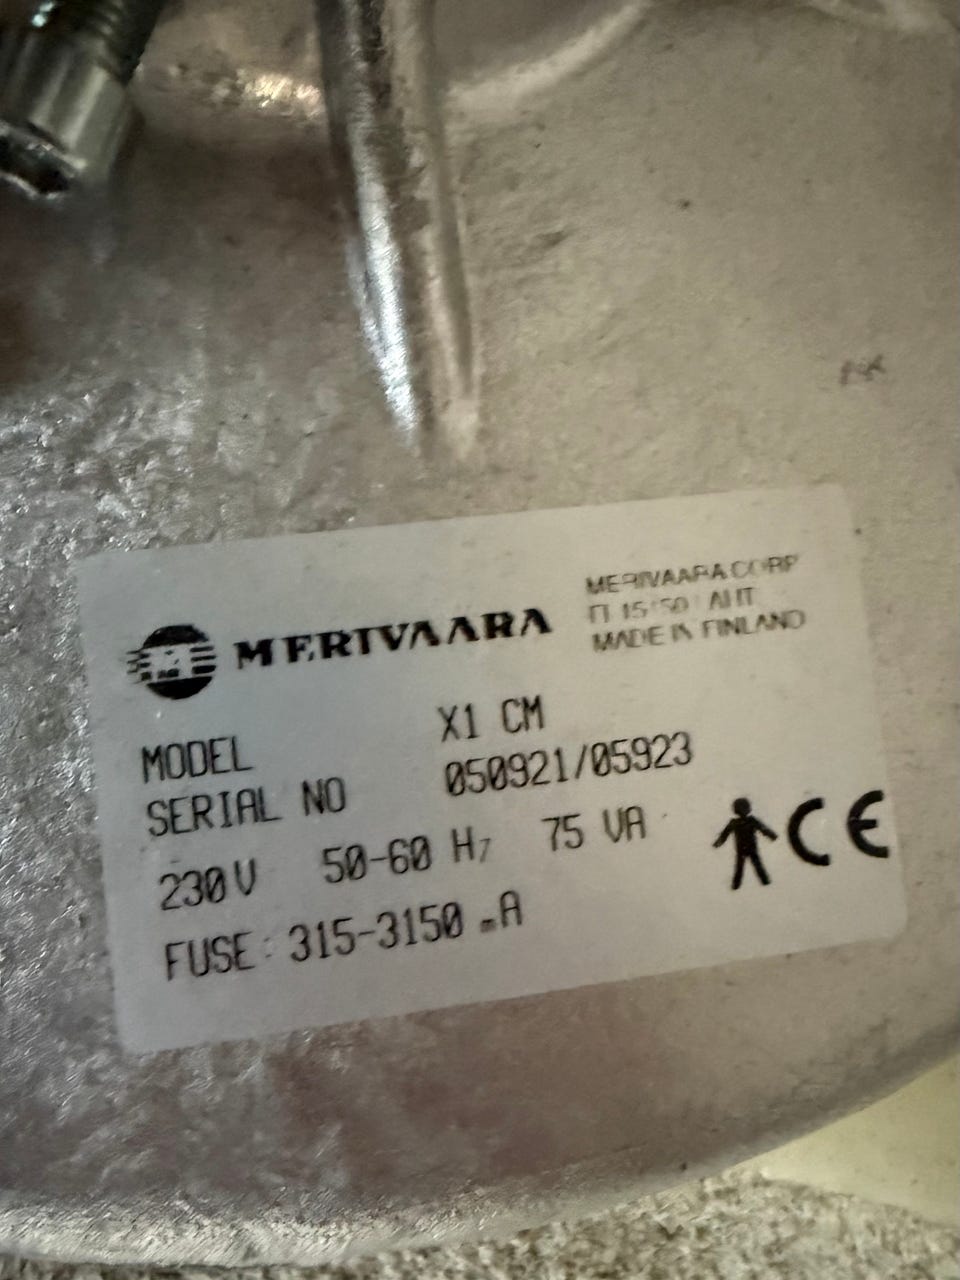 MERIVAARA
MERIVAARA CORP
MADE IN FINLAND
MODEL X1 CM
SERIAL NO 050921/05923
230V 50-60 Hz 75 VA
CE
FUSE: 315-3150 mA